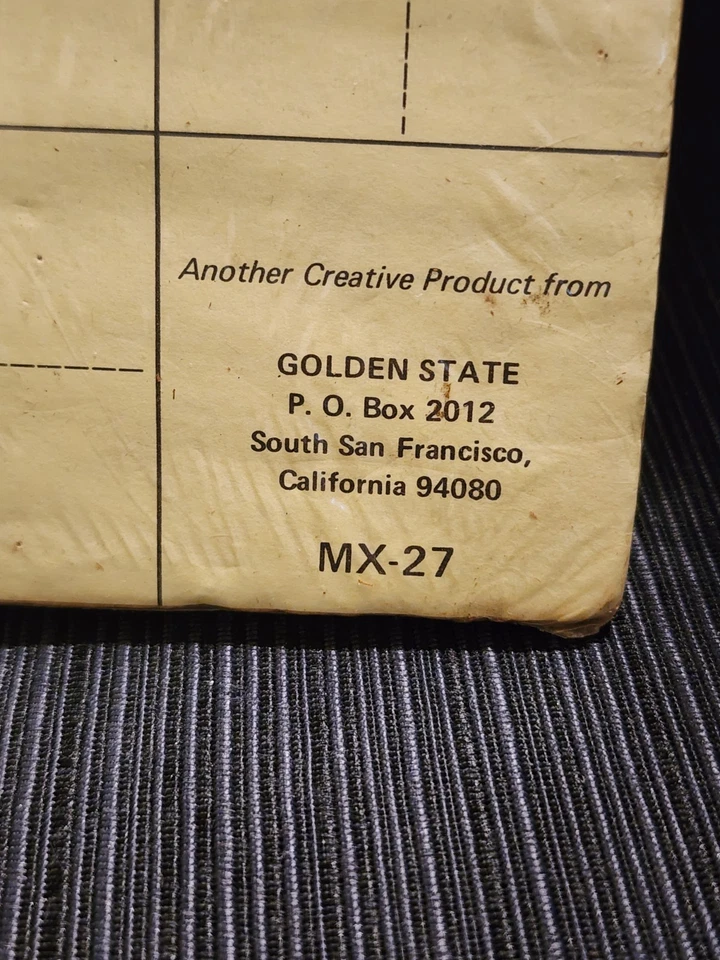 Another Creative Product from
GOLDEN STATE
P. O. Box 2012
South San Francisco,
California 94080
MX-27